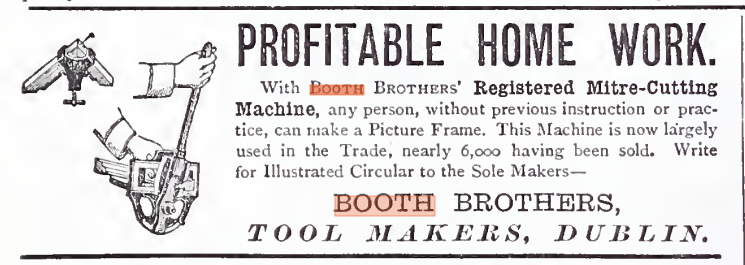 PROFITABLE HOME WORK.
With BOOTH BROTHERS' Registered Mitre-Cutting
Machine, any person, without previous instruction or prac-
tice, can make a Picture Frame. This Machine is now largely
used in the Trade, nearly 6,000 having been sold. Write
for Illustrated Circular to the Sole Makers—
BOOTH BROTHERS,
TOOL MAKERS, DUBLIN.